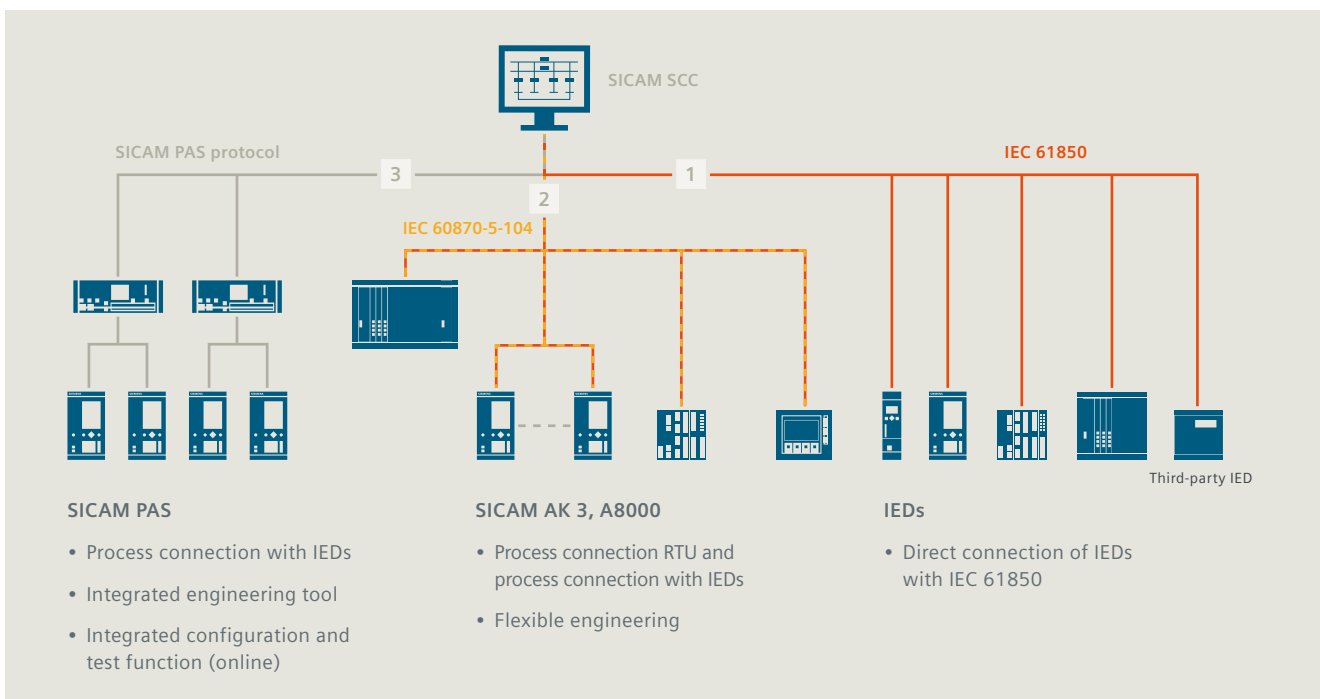 SICAM SCC
SICAM PAS protocol
IEC 61850
3
1
2
IEC 60870-5-104
Third-party IED
SICAM PAS
• Process connection with IEDs
• Integrated engineering tool
• Integrated configuration and
test function (online)
SICAM AK 3, A8000
• Process connection RTU and
process connection with IEDs
• Flexible engineering
IEDs
• Direct connection of IEDs
with IEC 61850